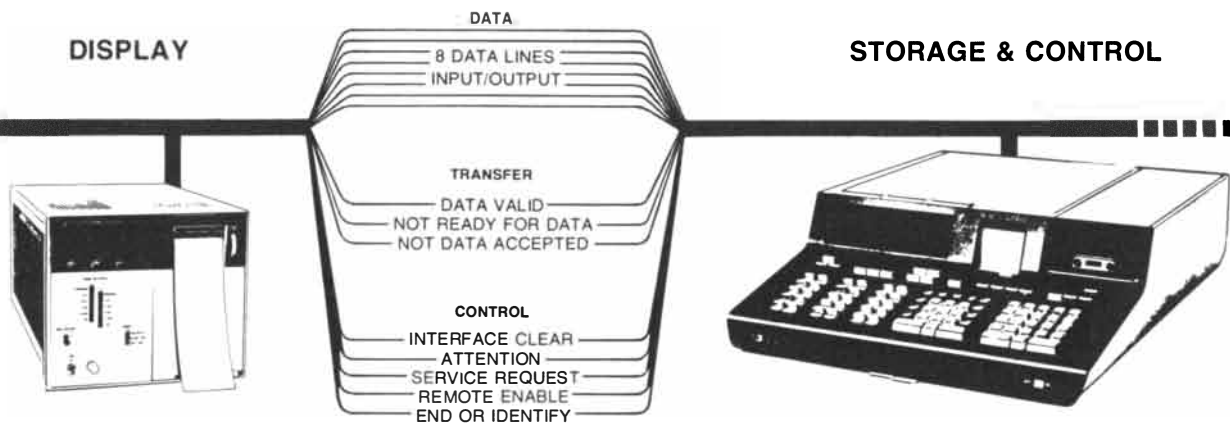 DISPLAY
DATA
8 DATA LINES
INPUT/OUTPUT
TRANSFER
DATA VALID
NOT READY FOR DATA
NOT DATA ACCEPTED
CONTROL
INTERFACE CLEAR
ATTENTION
SERVICE REQUEST
REMOTE ENABLE
END OR IDENTIFY
STORAGE & CONTROL